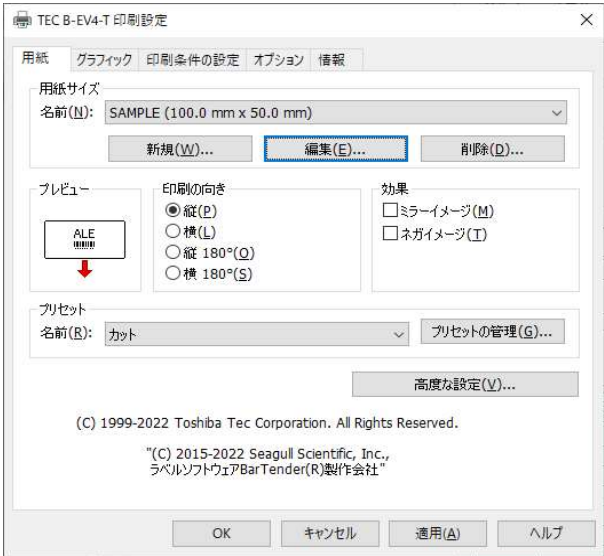 TEC B-EV4-T 印刷設定
用紙 グラフィック 印刷条件の設定 オプション 情報
用紙サイズ
名前(N): SAMPLE (100.0 mm x 50.0 mm)
新規(W)... 編集(E)... 削除(D)...
プレビュー
ALE
印刷の向き
縦(P)
横(L)
縦 180°(O)
横 180°(S)
効果
ミラーイメージ(M)
ネガイメージ(T)
プリセット
名前(R): カット プリセットの管理(G)...
高度な設定(V)...
(C) 1999-2022 Toshiba Tec Corporation. All Rights Reserved.
"(C) 2015-2022 Seagull Scientific, Inc.,
ラベルソフトウェアBarTender(R)製作会社"
OK キャンセル 適用(A) ヘルプ